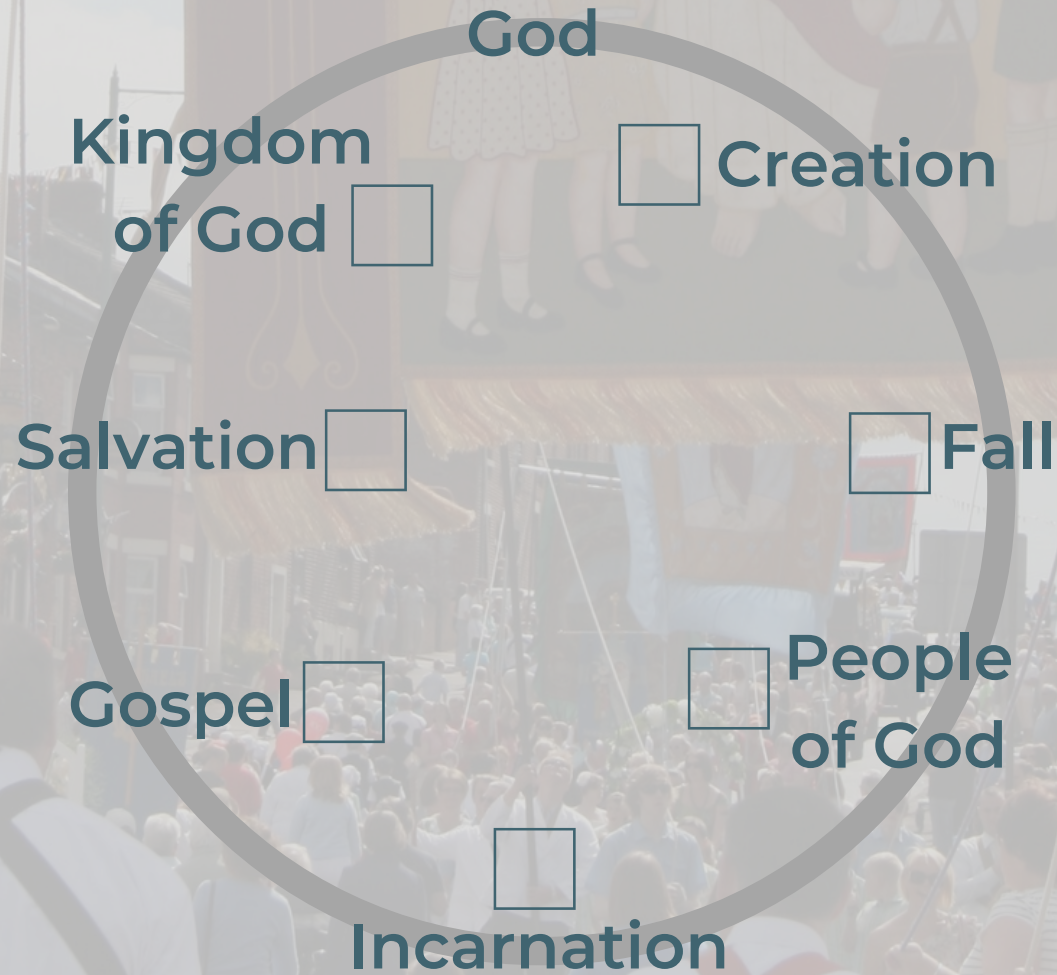 God
Creation
Fall
People
of God
Incarnation
Gospel
Salvation
Kingdom
of God